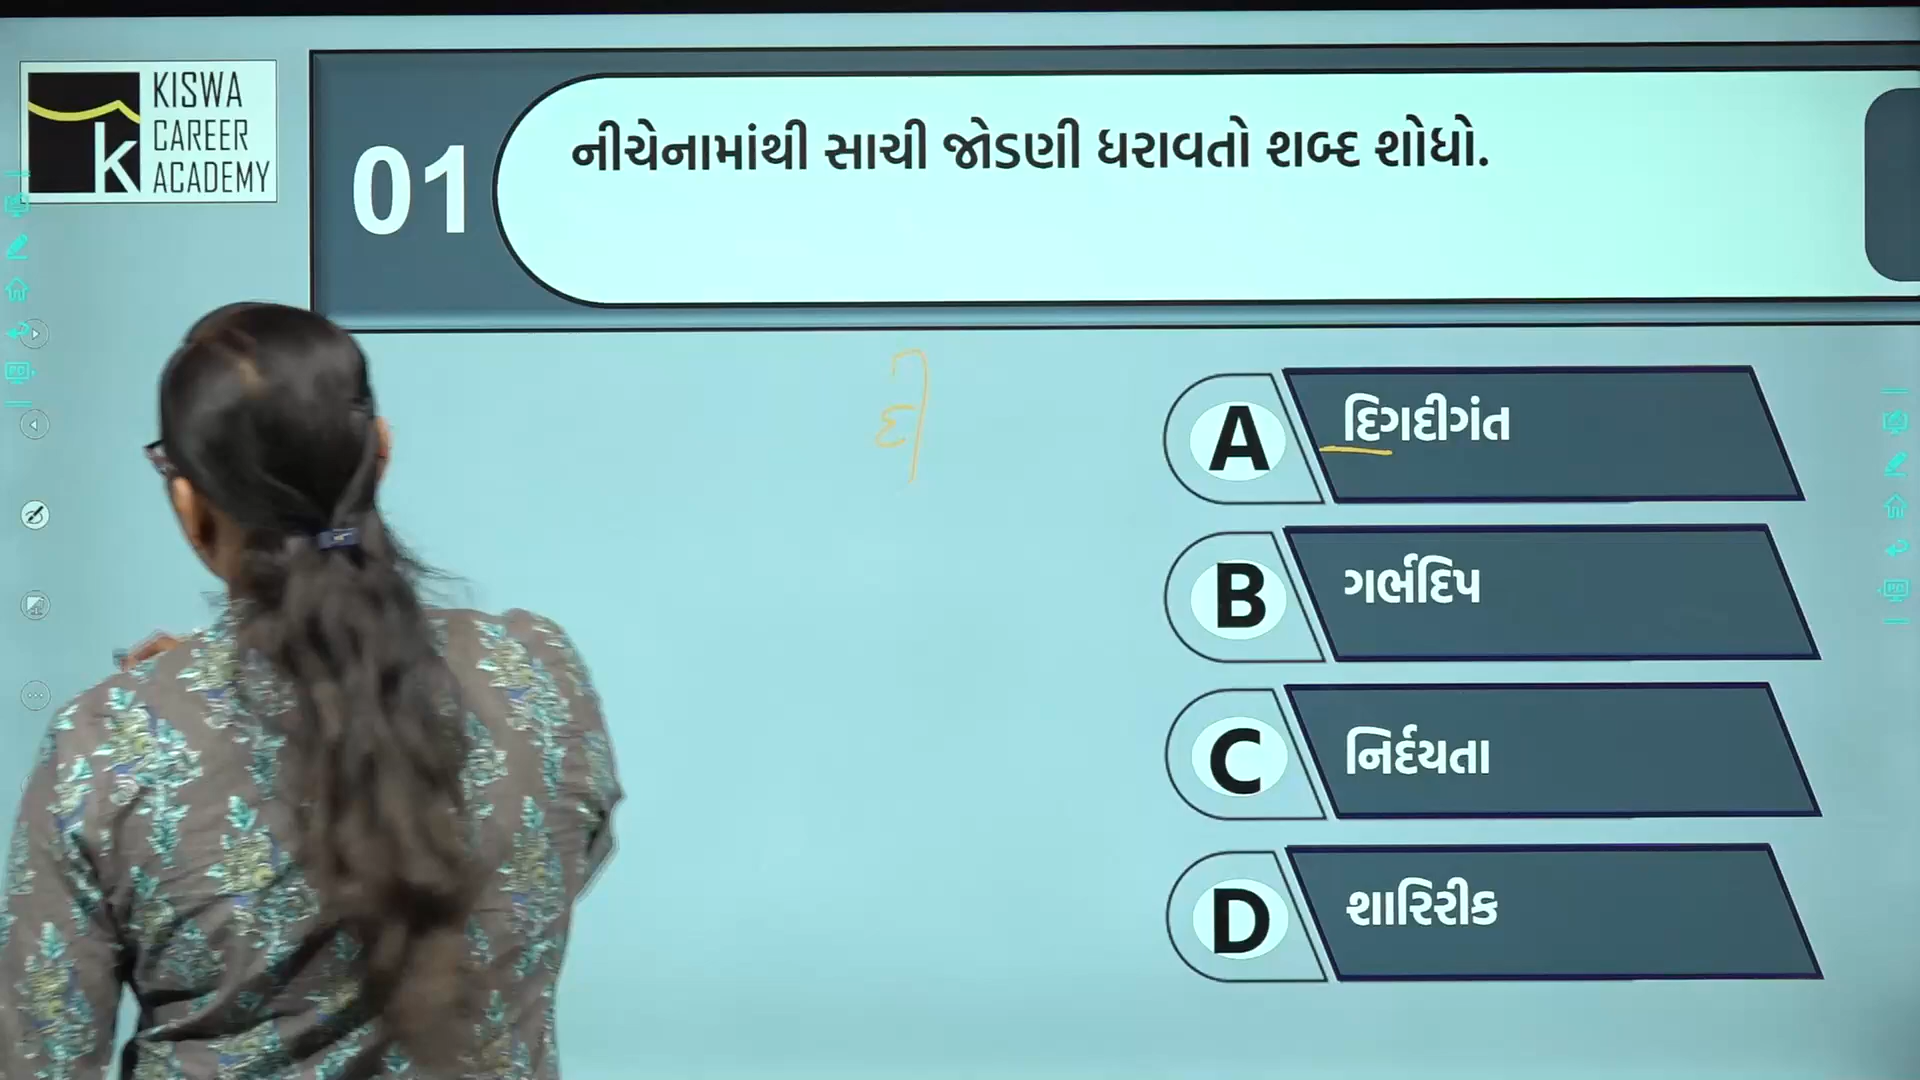 KISWA
CAREER
ACADEMY
k
01
નીચેનામાંથી સાચી જોડણી ધરાવતો શબ્દ શોધો.
દી
A
દિગદીગંત
B
ગર્ભદિપ
C
નિર્દયતા
D
શારિરીક